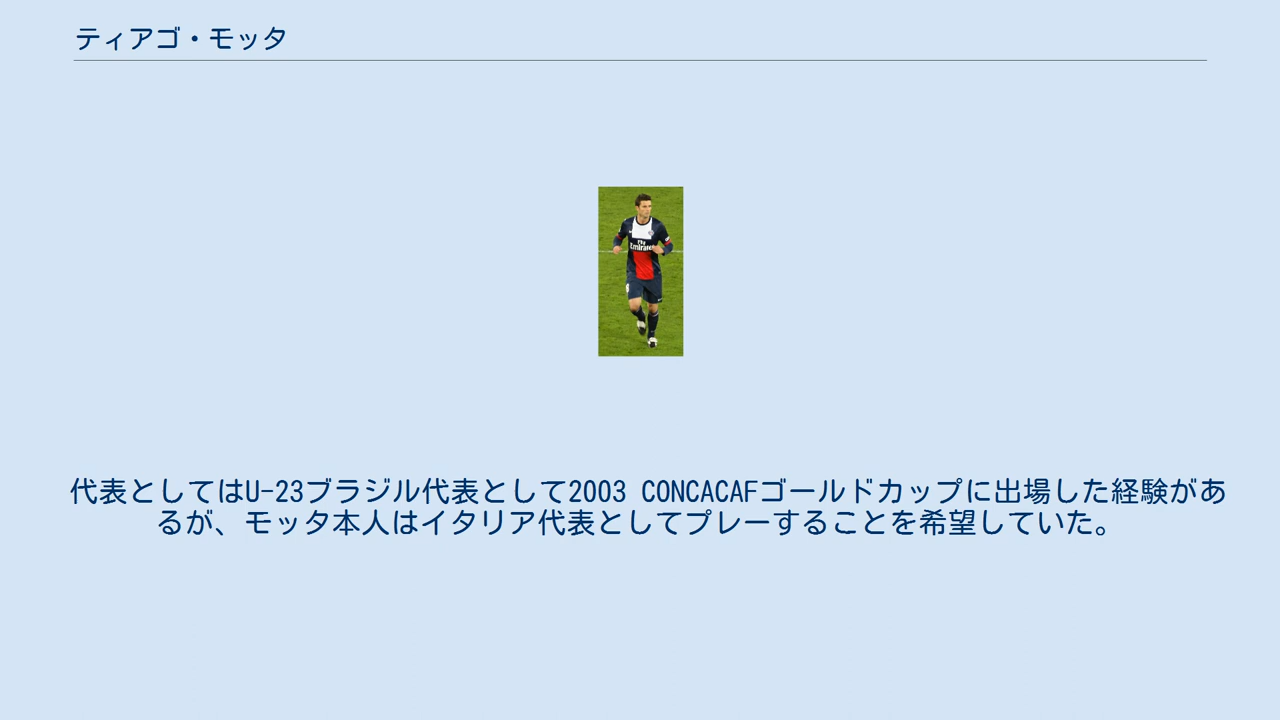 ティアゴ・モッタ
Emirates
代表としてはU-23ブラジル代表として2003 CONCACAFゴールドカップに出場した経験があ
るが、モッタ本人はイタリア代表としてプレーすることを希望していた。